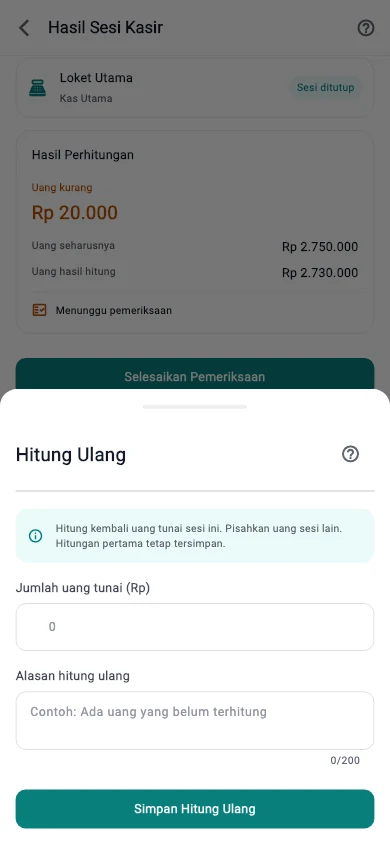 Hasil Sesi Kasir
Loket Utama
Kas Utama
Sesi ditutup
Hasil Perhitungan
Uang kurang
Rp 20.000
Uang seharusnya
Rp 2.750.000
Uang hasil hitung
Rp 2.730.000
Menunggu pemeriksaan
Selesaikan Pemeriksaan
Hitung Ulang
Hitung kembali uang tunai sesi ini. Pisahkan uang sesi lain.
Hitungan pertama tetap tersimpan.
Jumlah uang tunai (Rp)
0
Alasan hitung ulang
Contoh: Ada uang yang belum terhitung
0/200
Simpan Hitung Ulang